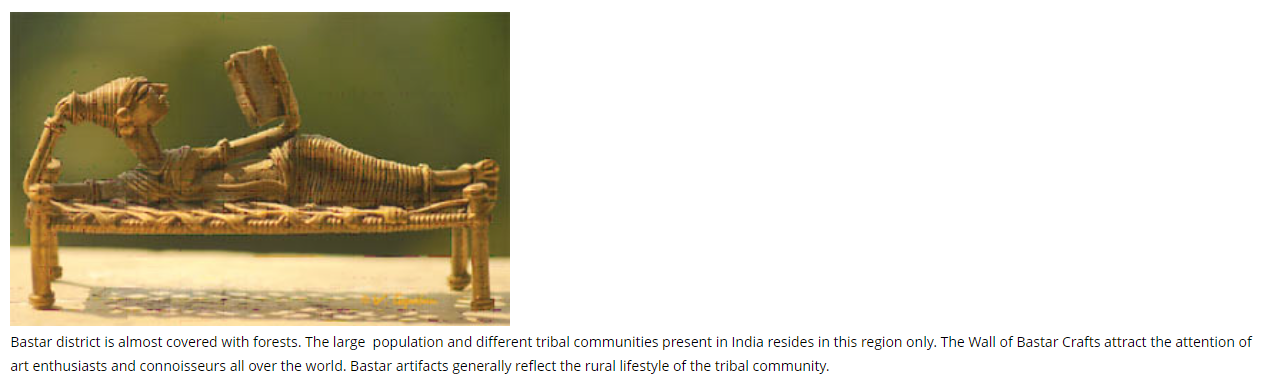 Bastar district is almost covered with forests. The large  population and different tribal communities present in India resides in this region only. The Wall of Bastar Crafts attract the attention of
art enthusiasts and connoisseurs all over the world. Bastar artifacts generally reflect the rural lifestyle of the tribal community.